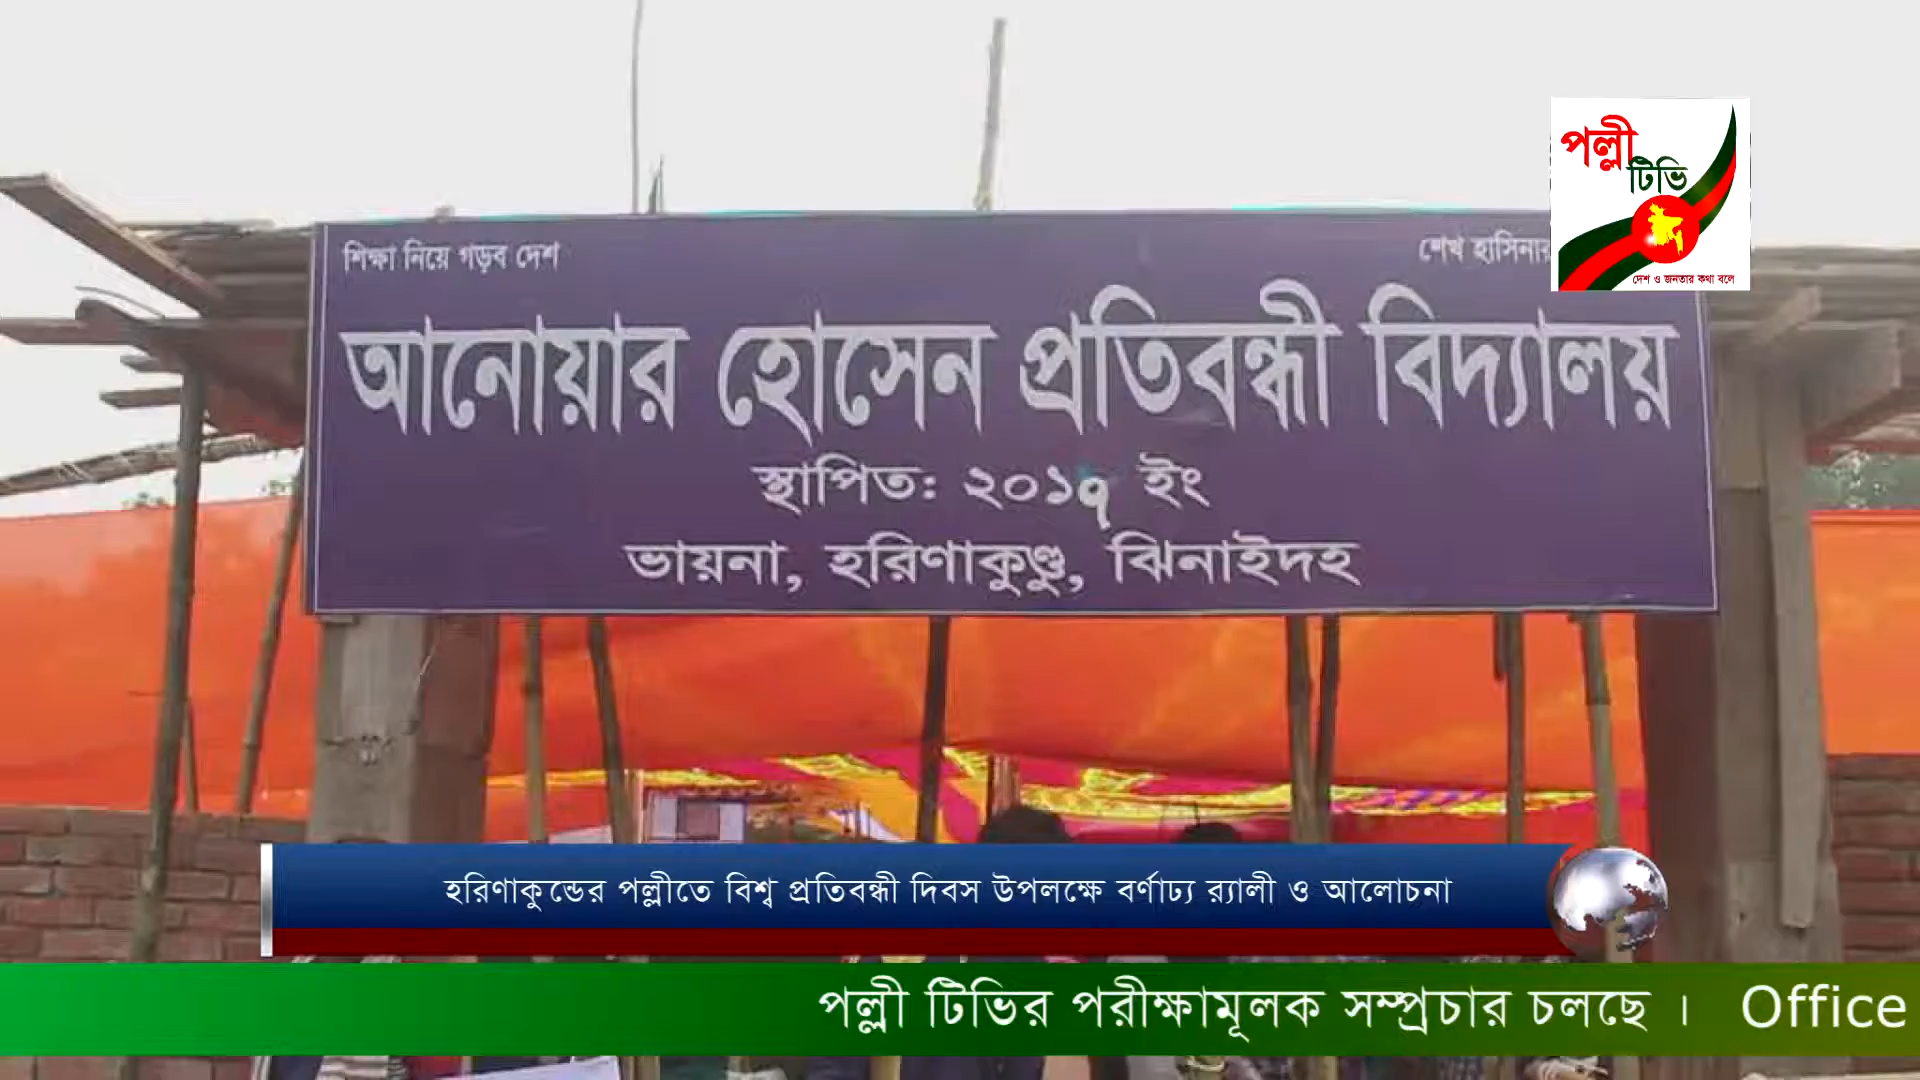 পল্লী
টিভি
দেশ ও জনতার কথা বলে
শিক্ষা নিয়ে গড়ব দেশ
শেখ হাসিনার
আনোয়ার হোসেন প্রতিবন্ধী বিদ্যালয়
স্থাপিত: ২০১৭ ইং
ভায়না, হরিণাকুণ্ডু, ঝিনাইদহ
হরিণাকুন্ডের পল্লীতে বিশ্ব প্রতিবন্ধী দিবস উপলক্ষে বর্ণাঢ্য র‍্যালী ও আলোচনা
পল্লী টিভির পরীক্ষামূলক সম্প্রচার চলছে । Office